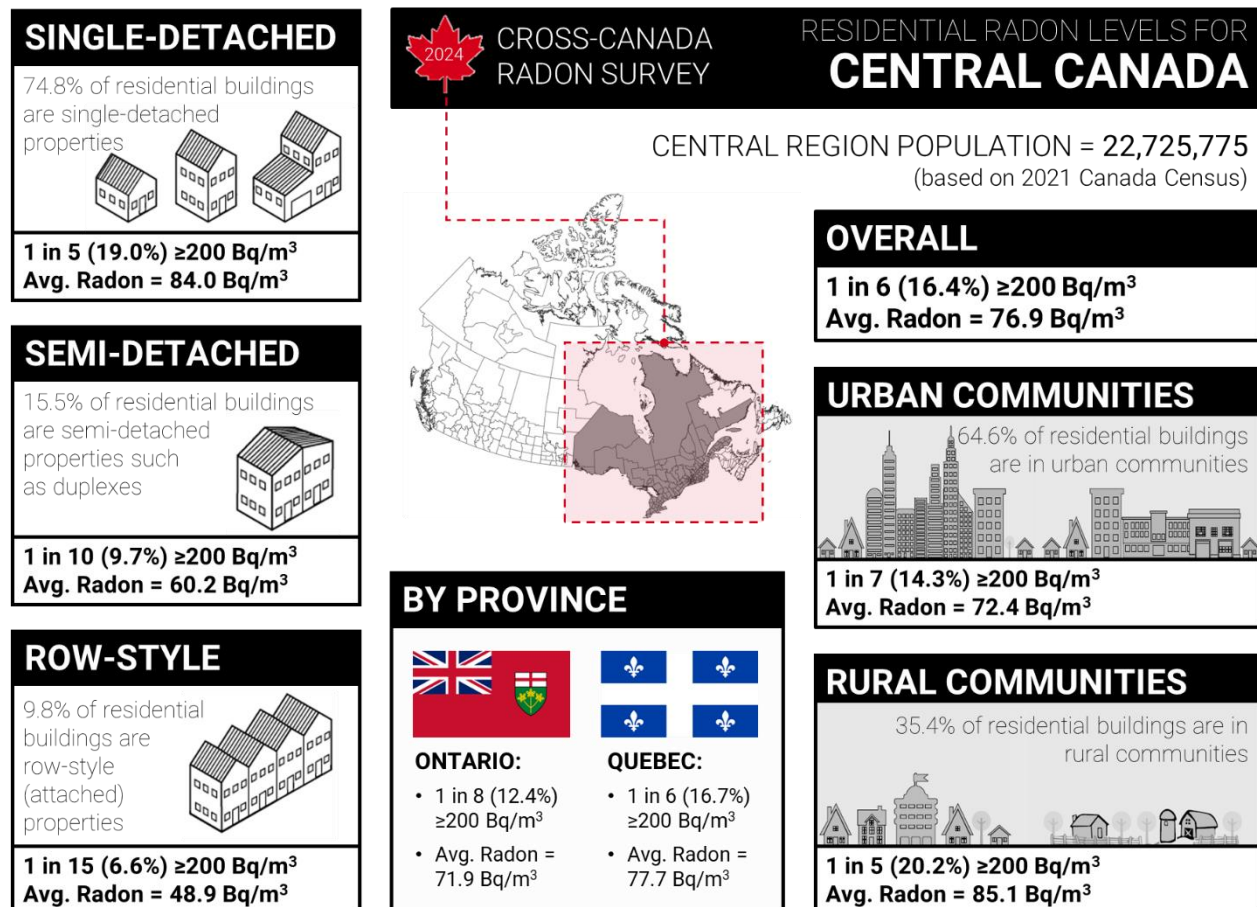 SINGLE-DETACHED
74.8% of residential buildings
are single-detached
properties
1 in 5 (19.0%) ≥200 Bq/m³
Avg. Radon = 84.0 Bq/m³
SEMI-DETACHED
15.5% of residential buildings
are semi-detached
properties such
as duplexes
1 in 10 (9.7%) ≥200 Bq/m³
Avg. Radon = 60.2 Bq/m³
ROW-STYLE
9.8% of residential
buildings are
row-style
(attached)
properties
1 in 15 (6.6%) ≥200 Bq/m³
Avg. Radon = 48.9 Bq/m³
2024
CROSS-CANADA
RADON SURVEY
RESIDENTIAL RADON LEVELS FOR
CENTRAL CANADA
CENTRAL REGION POPULATION = 22,725,775
(based on 2021 Canada Census)
BY PROVINCE
ONTARIO:
• 1 in 8 (12.4%)
≥200 Bq/m³
• Avg. Radon =
71.9 Bq/m³
QUEBEC:
• 1 in 6 (16.7%)
≥200 Bq/m³
• Avg. Radon =
77.7 Bq/m³
OVERALL
1 in 6 (16.4%) ≥200 Bq/m³
Avg. Radon = 76.9 Bq/m³
URBAN COMMUNITIES
64.6% of residential buildings
are in urban communities
1 in 7 (14.3%) ≥200 Bq/m³
Avg. Radon = 72.4 Bq/m³
RURAL COMMUNITIES
35.4% of residential buildings are in
rural communities
1 in 5 (20.2%) ≥200 Bq/m³
Avg. Radon = 85.1 Bq/m³